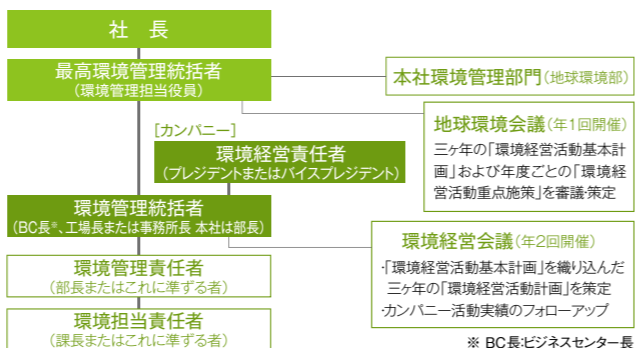 社　長
最高環境管理統括者
（環境管理担当役員）
本社環境管理部門（地球環境部）
地球環境会議（年1回開催）
三ヶ年の「環境経営活動基本計
画」および年度ごとの「環境経
営活動重点施策」を審議・策定
［カンパニー］
環境経営責任者
（プレジデントまたはバイスプレジデント）
環境管理統括者
（BC長※、工場長または事務所長 本社は部長）
環境経営会議（年2回開催）
・「環境経営活動基本計画」を織り込んだ
三ヶ年の「環境経営活動計画」を策定
・カンパニー活動実績のフォローアップ
環境管理責任者
（部長またはこれに準ずる者）
環境担当責任者
（課長またはこれに準ずる者）
※ BC長：ビジネスセンター長